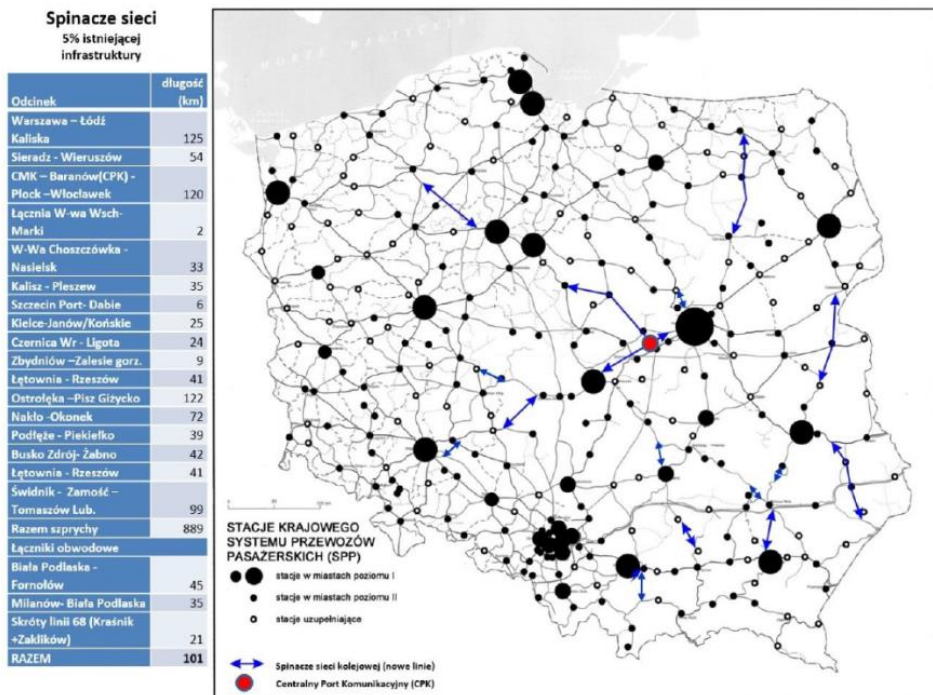 Spinacze sieci
5% istniejącej
infrastruktury
Odcinek długość (km)
Warszawa – Łódź Kaliska 125
Sieradz - Wieruszów 54
CMK – Baranów(CPK) - Płock –Włocławek 120
Łącznia W-wa Wsch- Marki 2
W-Wa Choszczówka - Nasielsk 33
Kalisz - Pleszew 35
Szczecin Port- Dabie 6
Kielce-Janów/Końskie 25
Czernica Wr - Ligota 24
Zbydniów –Zalesie gorz. 9
Łętownia - Rzeszów 41
Ostrołęka –Pisz Giżycko 122
Nakło -Okonek 72
Podłęże - Piekiełko 39
Busko Zdrój- Żabno 42
Łętownia - Rzeszów 41
Świdnik - Zamość – Tomaszów Lub. 99
Razem szprychy 889
Łączniki obwodowe
Biała Podlaska - Fornołów 45
Milanów- Biała Podlaska 35
Skróty linii 68 (Kraśnik +Zaklików) 21
RAZEM 101
STACJE KRAJOWEGO
SYSTEMU PRZEWOZÓW
PASAŻERSKICH (SPP)
stacje w miastach poziomu I
stacje w miastach poziomu II
stacje uzupełniające
Spinacze sieci kolejowej (nowe linie)
Centralny Port Komunikacyjny (CPK)